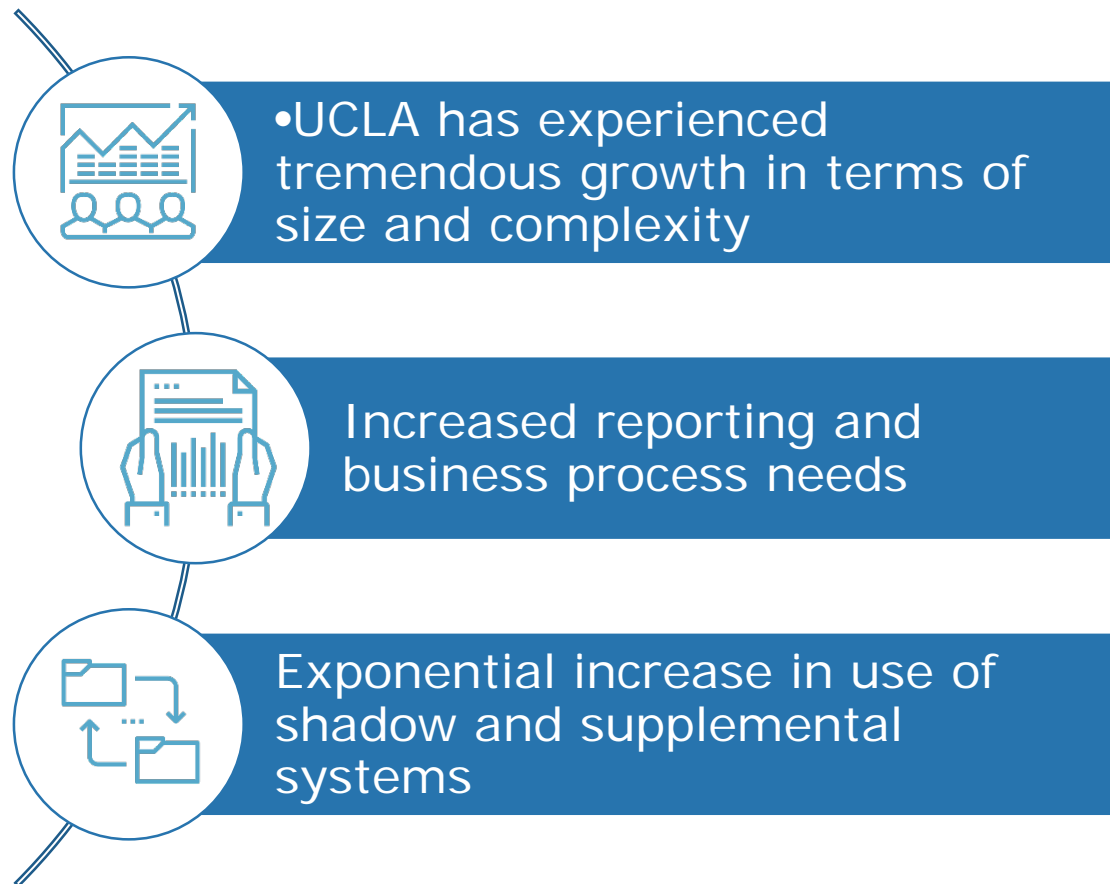 •UCLA has experienced
tremendous growth in terms of
size and complexity
Increased reporting and
business process needs
Exponential increase in use of
shadow and supplemental
systems